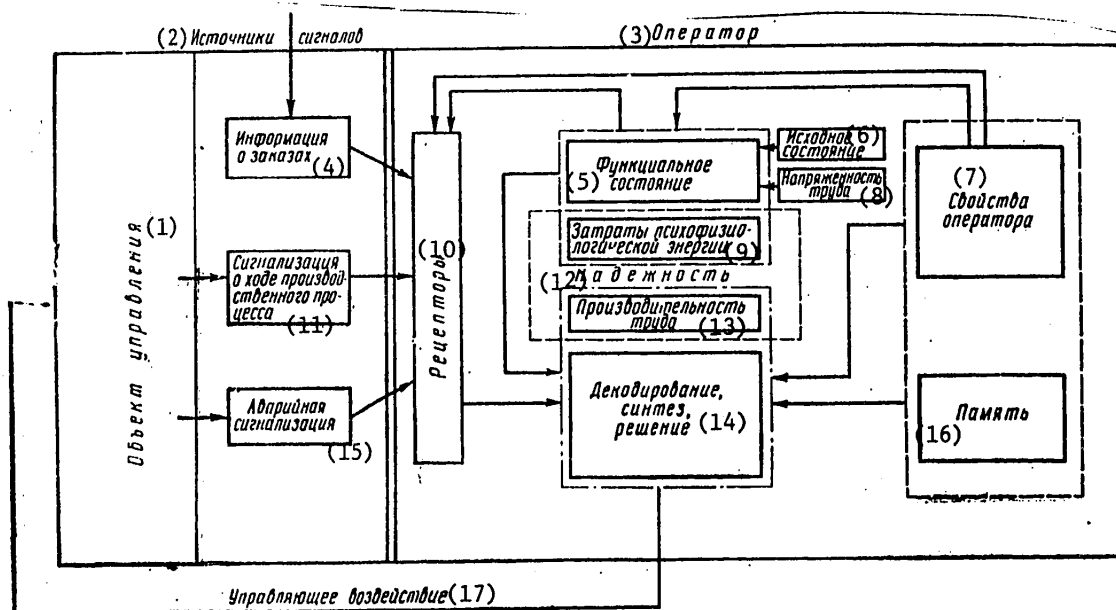 (2) Источники сигналов
(3) Оператор
Объект управления (1)
Информация
о заказах
(4)
Сигнализация
о ходе производ
ственного про-
цесса
(11)
Аварийная
сигнализация
(15)
Рецепторы (10)
Функциальное
(5) состояние
Исходное (6)
состояние
Напряженность
труда (8)
Затраты психофизио-
логической энергии (9)
(12) Надежность
Производительность
труда (13)
Декодирование,
синтез,
решение (14)
(7)
Свойства
оператора
Память
(16)
Управляющее воздействие (17)